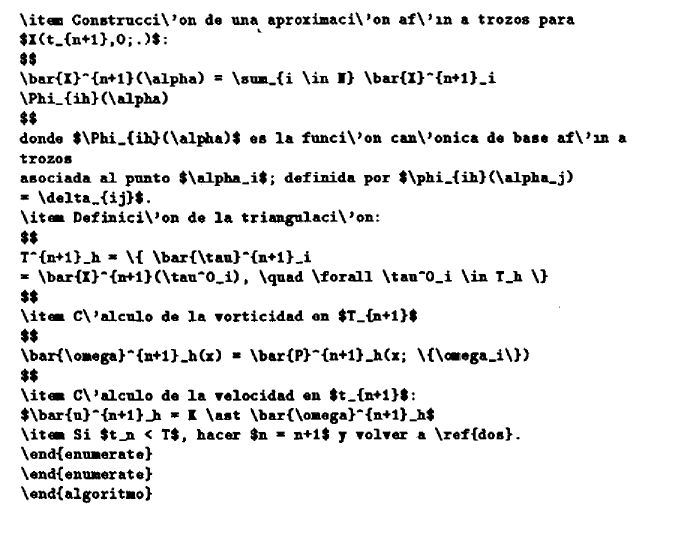 \item Construcci\'on de una aproximaci\'on af\'\in a trozos para
$X(t_{n+1},0;.)$:
$$
\bar{X}^{n+1}(\alpha) = \sum_{i \in N} \bar{X}^{n+1}_i
\Phi_{ih}(\alpha)
$$
donde $\Phi_{ih}(\alpha)$ es la funci\'on can\'onica de base af\'\in a
trozos
asociada al punto $\alpha_i$; definida por $\phi_{ih}(\alpha_j)
= \delta_{ij}$.
\item Definici\'on de la triangulaci\'on:
$$
T^{n+1}_h = \{ \bar{\tau}^{n+1}_i
= \bar{X}^{n+1}(\tau^0_i), \quad \forall \tau^0_i \in T_h \}
$$
\item C\'alculo de la vorticidad en $T_{n+1}$
$$
\bar{\omega}^{n+1}_h(x) = \bar{P}^{n+1}_h(x; \{\omega_i\})
$$
\item C\'alculo de la velocidad en $t_{n+1}$:
$\bar{u}^{n+1}_h = K \ast \bar{\omega}^{n+1}_h$
\item Si $t_n < T$, hacer $n = n+1$ y volver a \ref{dos}.
\end{enumerate}
\end{enumerate}
\end{algoritmo}